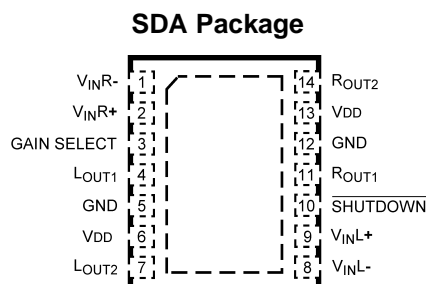 SDA Package
VINR- 1 14 ROUT2
VINR+ 2 13 VDD
GAIN SELECT 3 12 GND
LOUT1 4 11 ROUT1
GND 5 10 SHUTDOWN
VDD 6 9 VINL+
LOUT2 7 8 VINL-